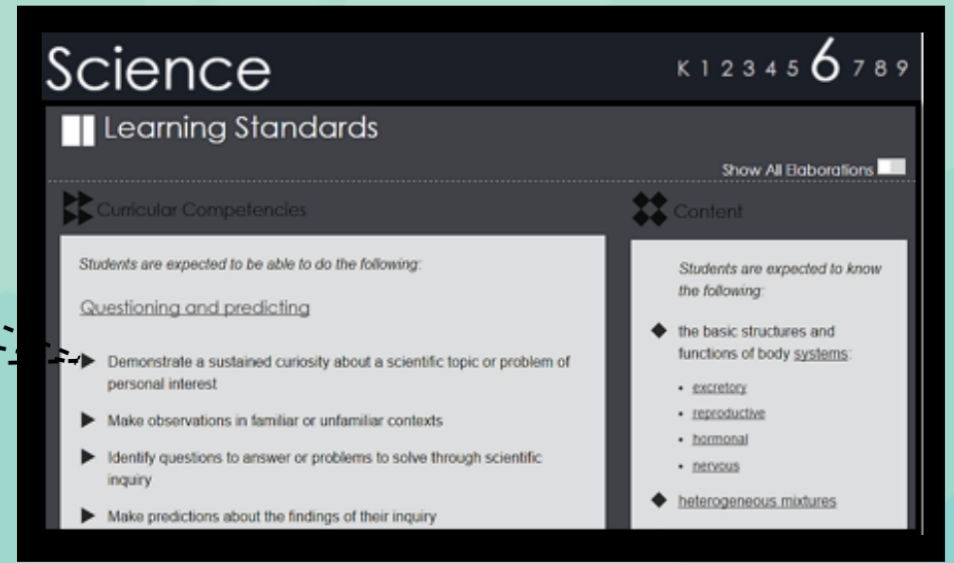 Science
K 1 2 3 4 5 6 7 8 9
Learning Standards
Show All Elaborations
Curricular Competencies
Students are expected to be able to do the following:
Questioning and predicting
Demonstrate a sustained curiosity about a scientific topic or problem of
personal interest
Make observations in familiar or unfamiliar contexts
Identify questions to answer or problems to solve through scientific
inquiry
Make predictions about the findings of their inquiry
Content
Students are expected to know
the following:
the basic structures and
functions of body systems:
excretory
reproductive
hormonal
nervous
heterogeneous mixtures